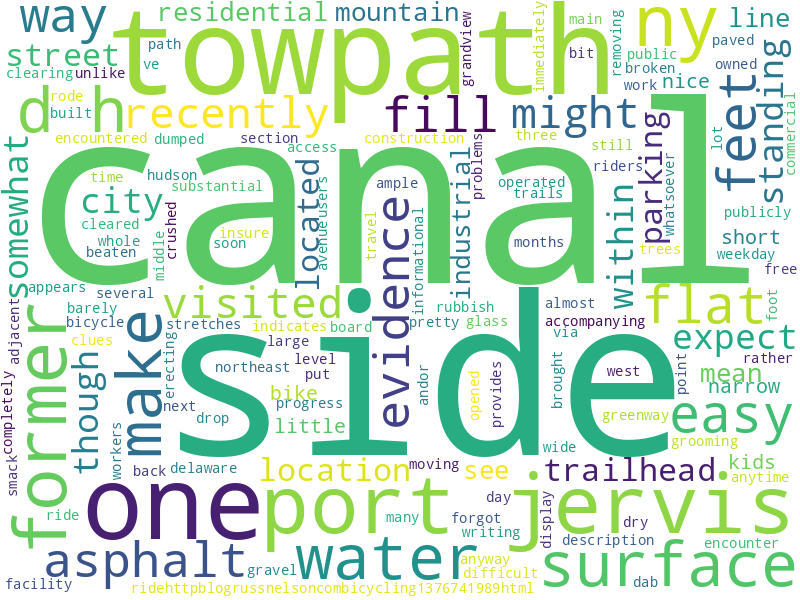 way residential mountain ny line
street path towpath grandview immediately main removing public paved
clearing unlike ve bit broken owned
d h rode built recently fill might work nice feet standing commercial
encountered dumped section construction three lot
somewhat time hudson access problems still parking whatsoever
city substantial located ample operated riders within publicly
cleared insure avenueusers industrial trails trees short
whole soon canal travel informational months weekday
beaten middle crushed evidence free
appears several visited rubbish almost flat foot
former barely indicates pretty glass accompanying expect
adjacent bicycle stretches board side via
clues make erecting large level northeast put andor opened provides brought west point rather mean
though next bike progress narrow
completely drop little greenway easy
workers wide grooming
smack back delaware location moving see trailhead kids
one port jervis anytime
ride many day forgot display dry description encounter
asphalt gravel water writing anyway surface
facility difficult dab
ridehttpblogrussnelsoncombicycling1376741989html